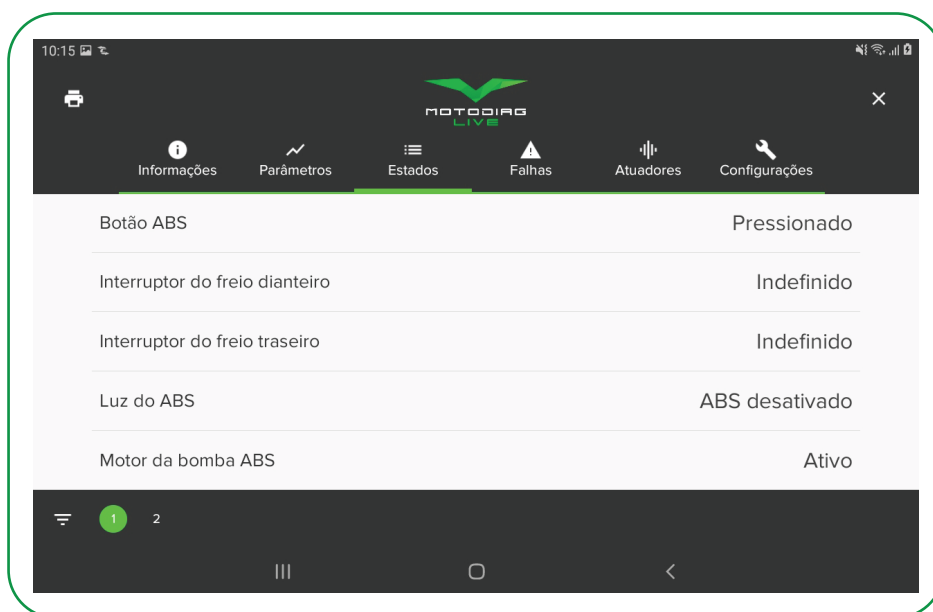 10:15
MOTODIAG
LIVE
Informações Parâmetros Estados Falhas Atuadores Configurações
Botão ABS Pressionado
Interruptor do freio dianteiro Indefinido
Interruptor do freio traseiro Indefinido
Luz do ABS ABS desativado
Motor da bomba ABS Ativo
1 2